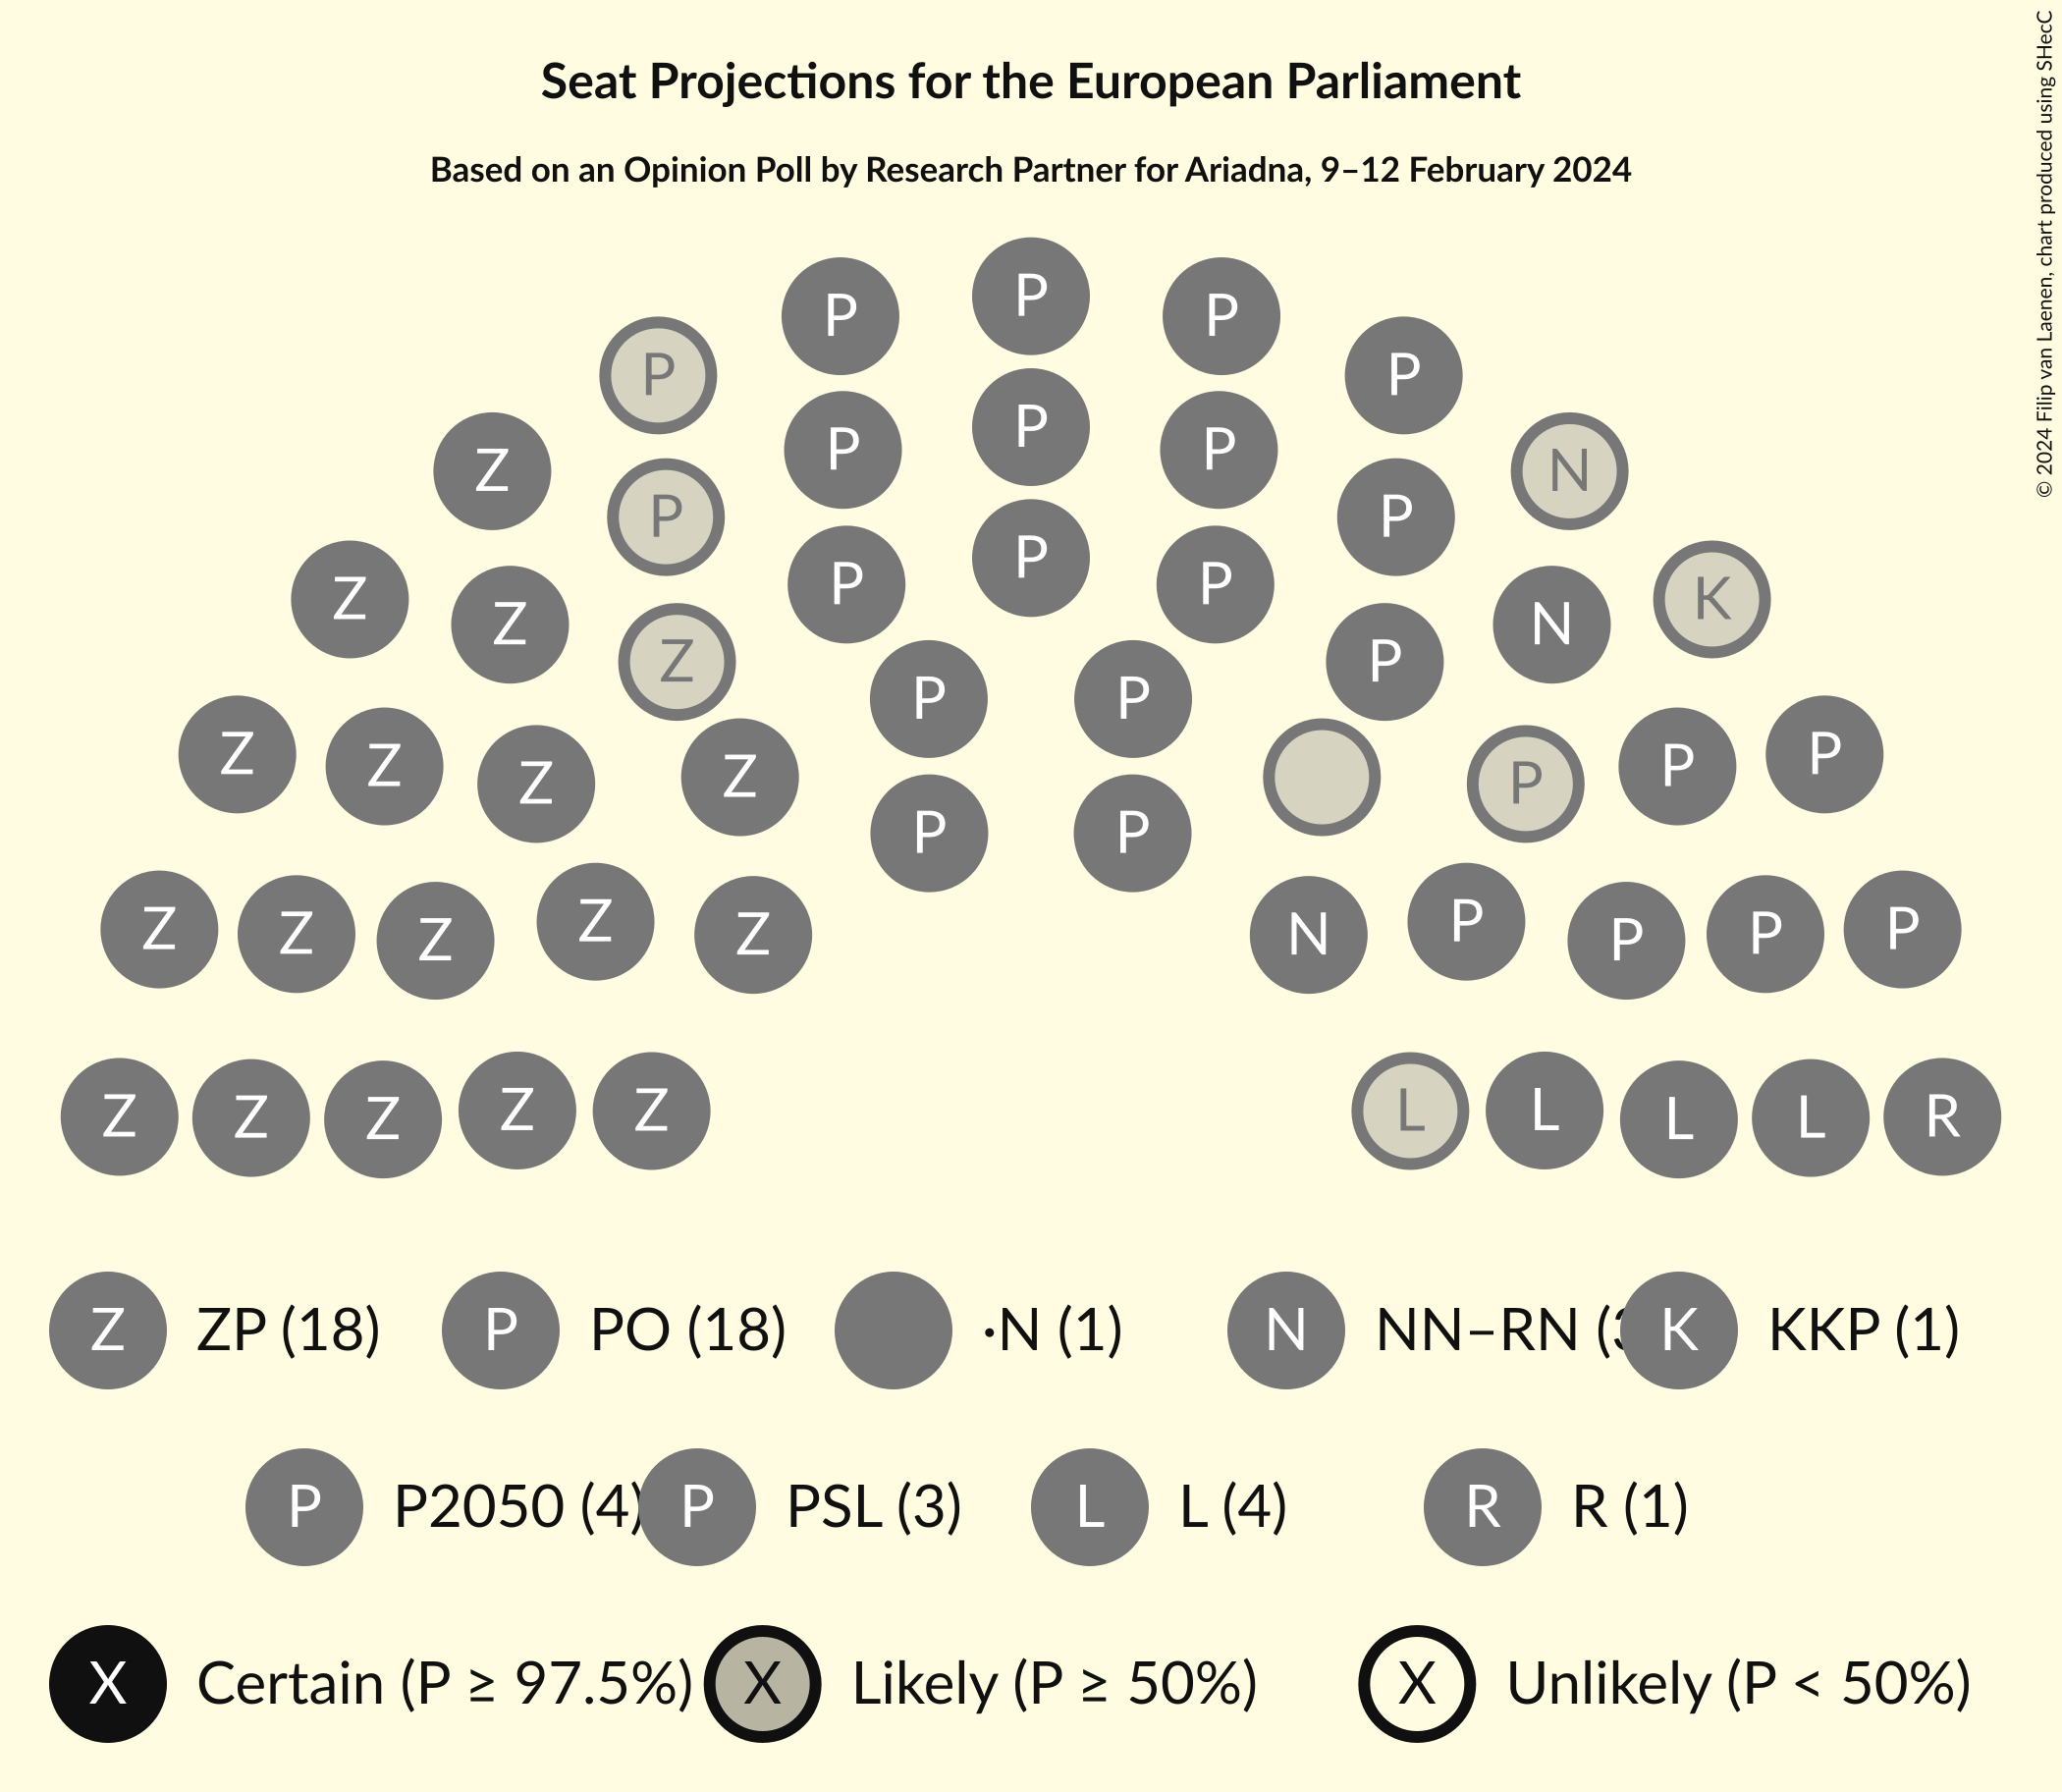 Seat Projections for the European Parliament
Based on an Opinion Poll by Research Partner for Ariadna, 9–12 February 2024
© 2024 Filip van Laenen, chart produced using SHecC
P
P P
P P
Z N
P
P P
P P
Z K
P
P P
Z N
Z P
P P
Z P
Z Z P P
Z Z P P P
P P
Z Z Z Z Z N P P P P
Z Z Z Z Z L L L L R
Z ZP (18) P PO (18) ·N (1) N NN–RN ( K KKP (1)
P P2050 (4) P PSL (3) L L (4) R R (1)
X Certain (P ≥ 97.5%) X Likely (P ≥ 50%) X Unlikely (P < 50%)